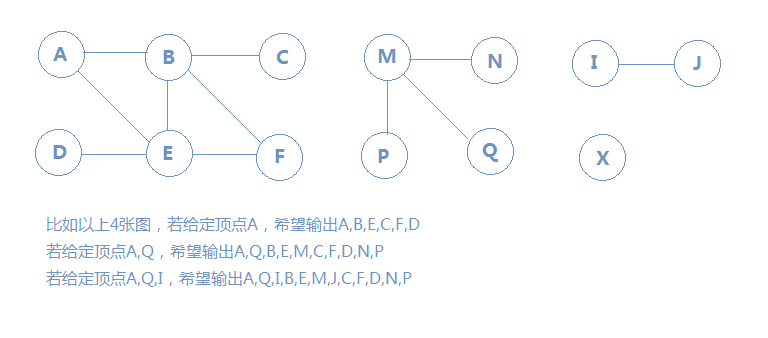 A
B
C
M
N
I
J
D
E
F
P
Q
X
比如以上4张图，若给定顶点A，希望输出A,B,E,C,F,D
若给定顶点A,Q，希望输出A,Q,B,E,M,C,F,D,N,P
若给定顶点A,Q,I，希望输出A,Q,I,B,E,M,J,C,F,D,N,P